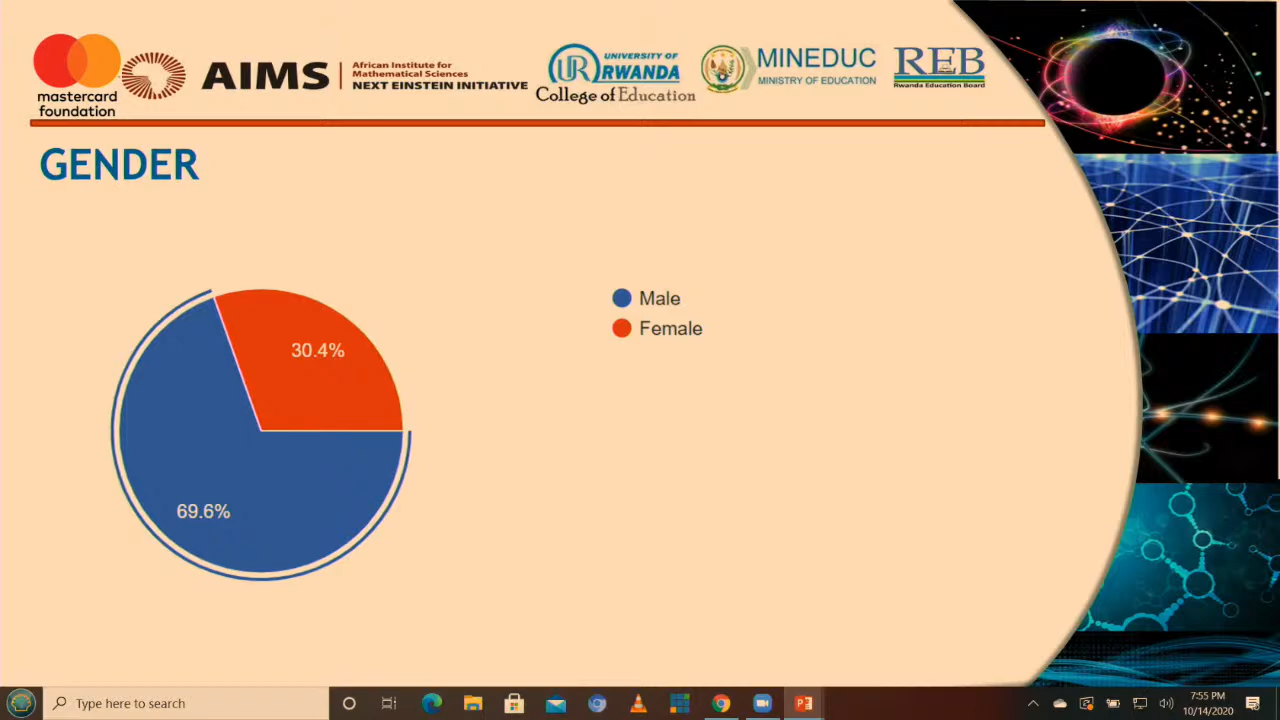 mastercard
foundation
AIMS
African Institute for
Mathematical Sciences
NEXT EINSTEIN INITIATIVE
UR
UNIVERSITY OF
RWANDA
College of Education
MINEDUC
MINISTRY OF EDUCATION
REB
Rwanda Education Board
GENDER
Male
Female
30.4%
69.6%
Type here to search
7:55 PM
10/14/2020